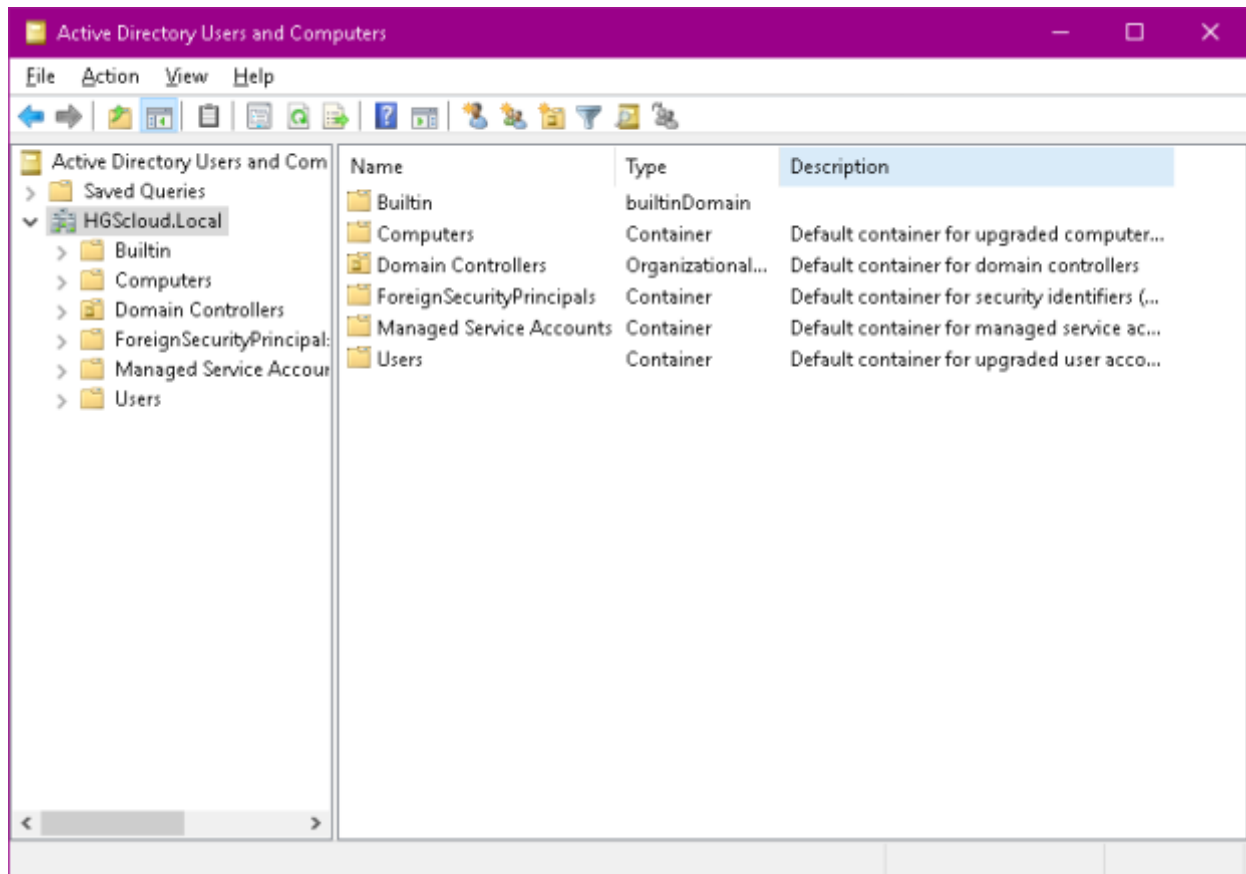 Active Directory Users and Computers
File Action View Help
Active Directory Users and Com
Saved Queries
HGScloud.Local
Builtin
Computers
Domain Controllers
ForeignSecurityPrincipal:
Managed Service Accour
Users
Name Type Description
Builtin builtinDomain
Computers Container Default container for upgraded computer...
Domain Controllers Organizational... Default container for domain controllers
ForeignSecurityPrincipals Container Default container for security identifiers (...
Managed Service Accounts Container Default container for managed service ac...
Users Container Default container for upgraded user acco...